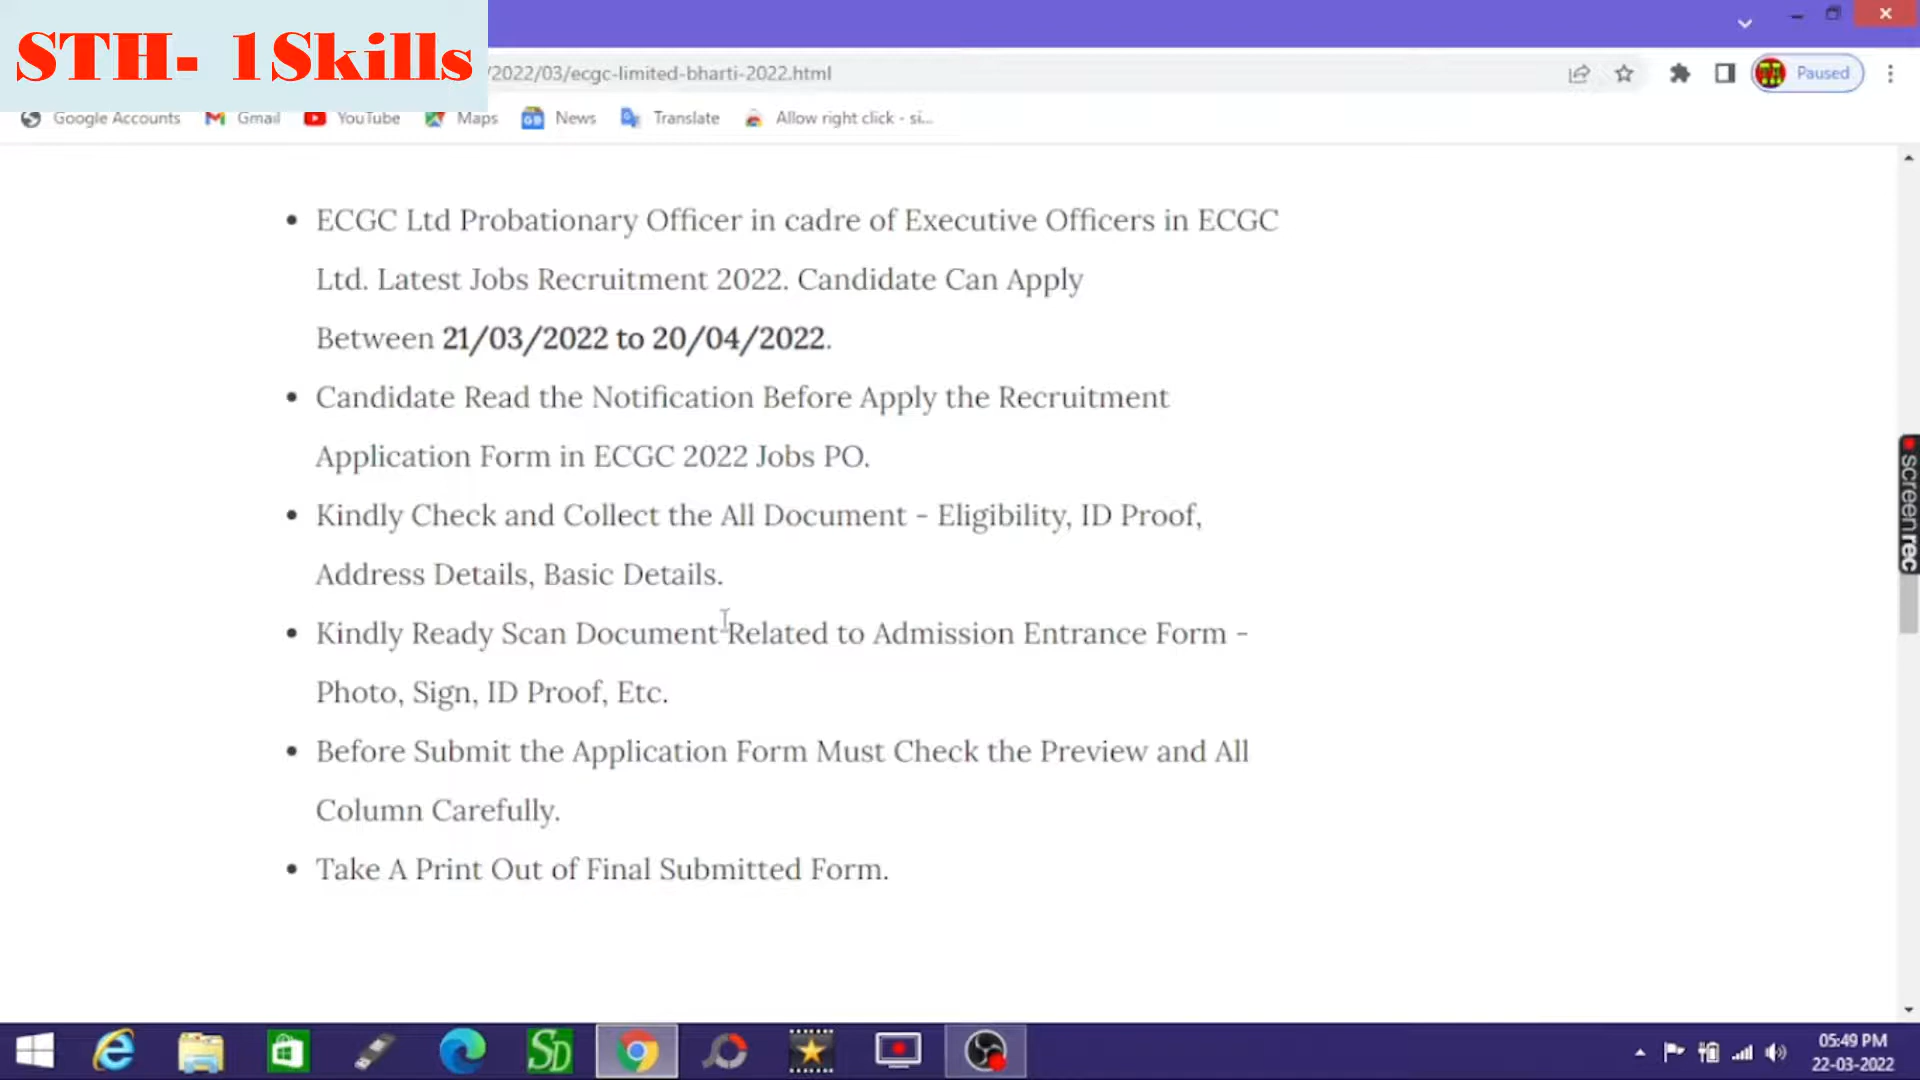 STH- 1Skills
/2022/03/ecgc-limited-bharti-2022.html
Paused
Google Accounts
Gmail
YouTube
Maps
News
Translate
Allow right click - si...
• ECGC Ltd Probationary Officer in cadre of Executive Officers in ECGC
Ltd. Latest Jobs Recruitment 2022. Candidate Can Apply
Between 21/03/2022 to 20/04/2022.
• Candidate Read the Notification Before Apply the Recruitment
Application Form in ECGC 2022 Jobs PO.
• Kindly Check and Collect the All Document - Eligibility, ID Proof,
Address Details, Basic Details.
• Kindly Ready Scan Document Related to Admission Entrance Form -
Photo, Sign, ID Proof, Etc.
• Before Submit the Application Form Must Check the Preview and All
Column Carefully.
• Take A Print Out of Final Submitted Form.
screenrec
SD
05:49 PM
22-03-2022